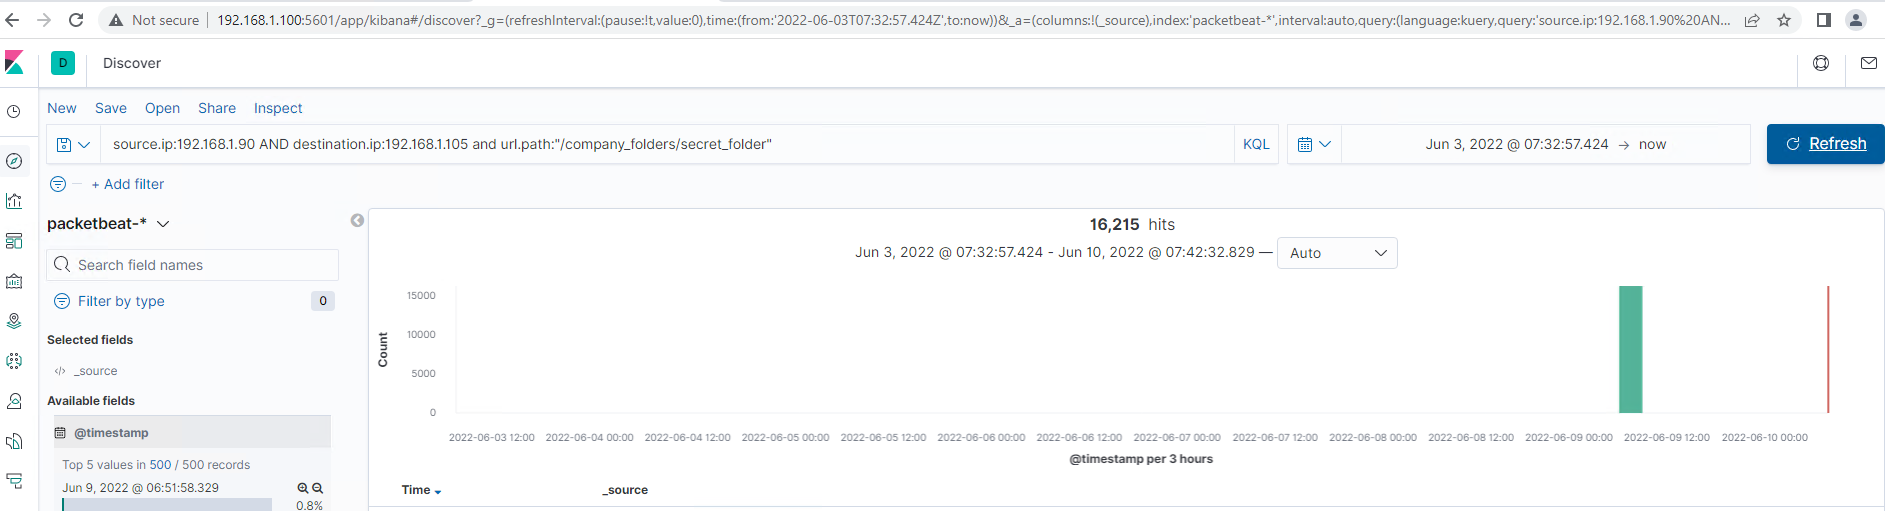 Not secure | 192.168.1.100:5601/app/kibana#/discover?_g=(refreshInterval:(pause:!t,value:0),time:(from:'2022-06-03T07:32:57.424Z',to:now))&_a=(columns:!(_source),index:'packetbeat-*',interval:auto,query:(language:kuery,query:'source.ip:192.168.1.90%20AN...
D Discover
New Save Open Share Inspect
source.ip:192.168.1.90 AND destination.ip:192.168.1.105 and url.path:"/company_folders/secret_folder" KQL Jun 3, 2022 @ 07:32:57.424 → now Refresh
+ Add filter
packetbeat-*
16,215 hits
Jun 3, 2022 @ 07:32:57.424 - Jun 10, 2022 @ 07:42:32.829 — Auto
Search field names
Filter by type 0
Selected fields
</> _source
Available fields
@timestamp
Top 5 values in 500 / 500 records
Jun 9, 2022 @ 06:51:58.329
0.8%
15000
10000
5000
0
Count
2022-06-03 12:00 2022-06-04 00:00 2022-06-04 12:00 2022-06-05 00:00 2022-06-05 12:00 2022-06-06 00:00 2022-06-06 12:00 2022-06-07 00:00 2022-06-07 12:00 2022-06-08 00:00 2022-06-08 12:00 2022-06-09 00:00 2022-06-09 12:00 2022-06-10 00:00
@timestamp per 3 hours
Time _source